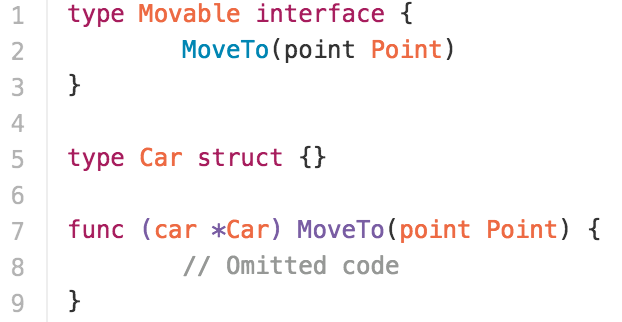 1 type Movable interface {
2 MoveTo(point Point)
3 }
4
5 type Car struct {}
6
7 func (car *Car) MoveTo(point Point) {
8 // Omitted code
9 }